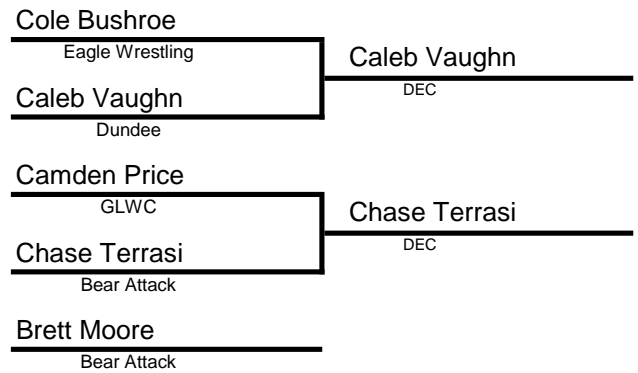 Cole Bushroe
Eagle Wrestling
Caleb Vaughn
DEC
Caleb Vaughn
Dundee
Camden Price
GLWC
Chase Terrasi
DEC
Chase Terrasi
Bear Attack
Brett Moore
Bear Attack